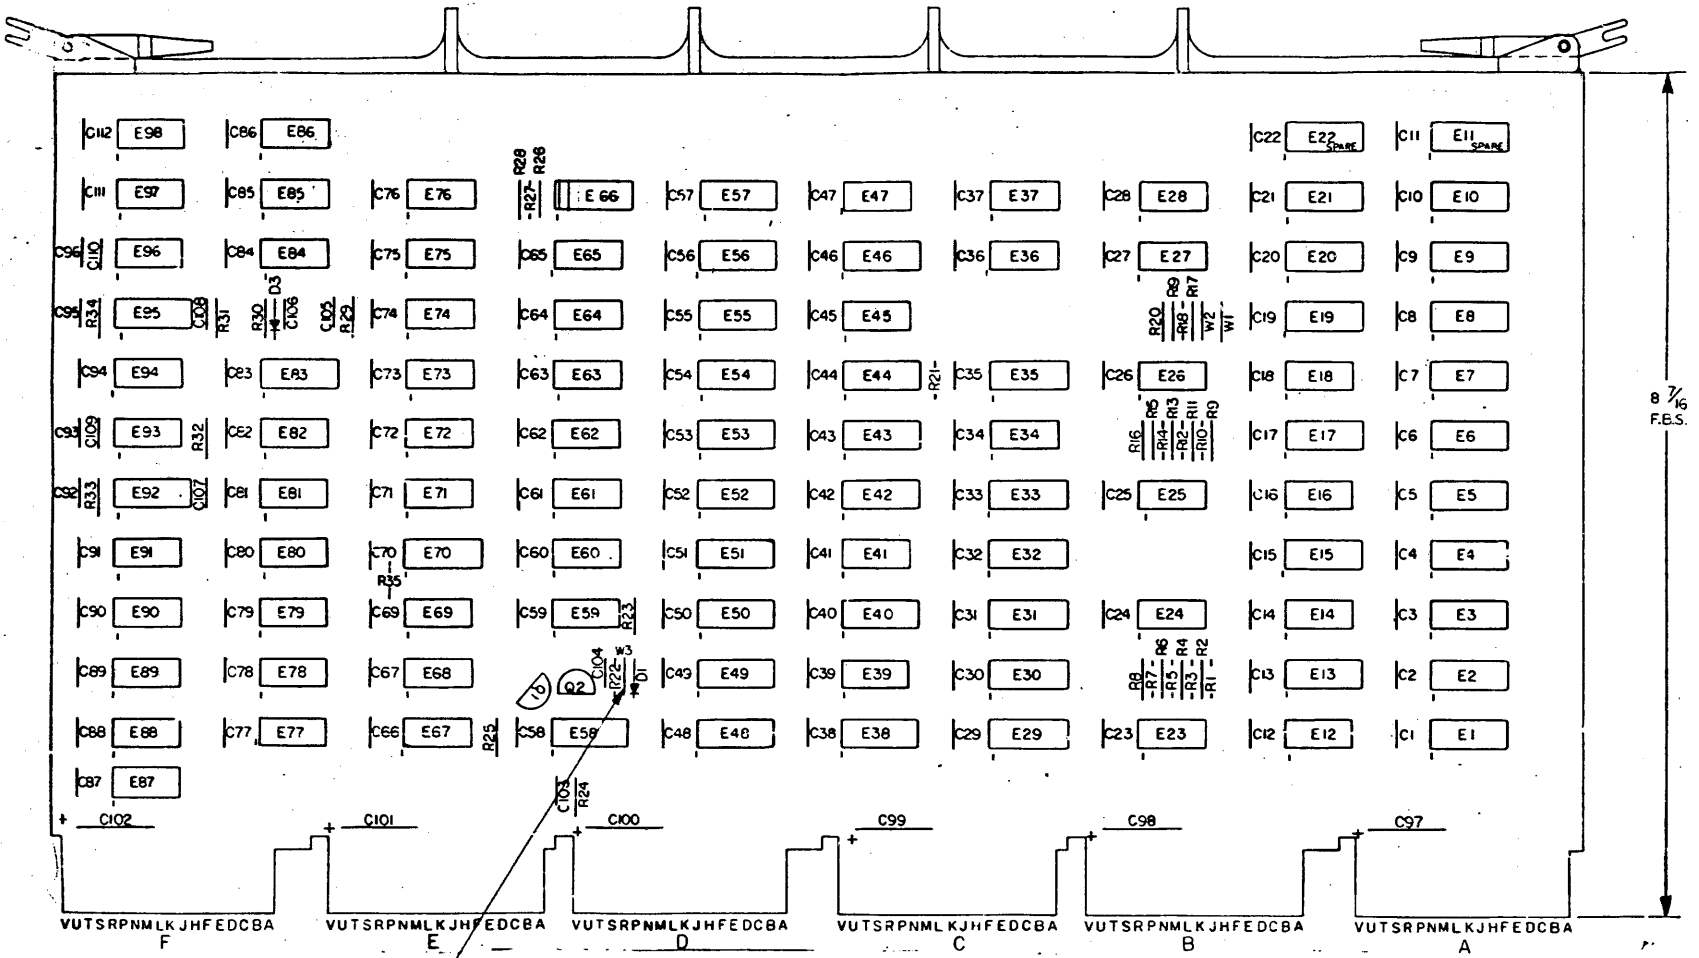 C112 E98 C86 E86 C22 E22 SPARE C11 E11 SPARE
R28 R26
C111 E97 C85 E85 C76 E76 -R27- E66 C57 E57 C47 E47 C37 E37 C28 E28 C21 E21 C10 E10
C96 C110 E96 C84 E84 C75 E75 C65 E65 C56 E56 C46 E46 C36 E36 C27 E27 C20 E20 C9 E9
D3 R19 R17
C95 R34 E95 C108 R31 R30 C106 C105 R29 C74 E74 C64 E64 C55 E55 C45 E45 R20 -R18- W2 W1 C19 E19 C8 E8
C94 E94 C83 E83 C73 E73 C63 E63 C54 E54 C44 E44 -R21- C35 E35 C26 E26 C18 E18 C7 E7
8 7/16
F.B.S.
R15 R13 R11 R9
C93 C109 E93 R32 C82 E82 C72 E72 C62 E62 C53 E53 C43 E43 C34 E34 R16 -R14- -R12- -R10- C17 E17 C6 E6
C92 R33 E92 C107 C81 E81 C71 E71 C61 E61 C52 E52 C42 E42 C33 E33 C25 E25 C16 E16 C5 E5
C91 E91 C80 E80 C70 E70 C60 E60 C51 E51 C41 E41 C32 E32 C15 E15 C4 E4
R35
C90 E90 C79 E79 C69 E69 C59 E59 R23 C50 E50 C40 E40 C31 E31 C24 E24 C14 E14 C3 E3
C104 W3 R6 R4 R2
C89 E89 C78 E78 C67 E68 Q2 R22- D1 C49 E49 C39 E39 C30 E30 R8 -R7- -R5- -R3- -R1- C13 E13 C2 E2
C88 E88 C77 E77 C66 E67 R25 C58 E58 C48 E48 C38 E38 C29 E29 C23 E23 C12 E12 C1 E1
C87 E87 C103 R24
+ C102 + C101 + C100 + C99 + C98 + C97
VUTSRPNMLKJHFEDCBA VUTSRPNMLKJHFEDCBA VUTSRPNMLKJHFEDCBA VUTSRPNMLKJHFEDCBA VUTSRPNMLKJHFEDCBA VUTSRPNMLKJHFEDCBA
F E D C B A